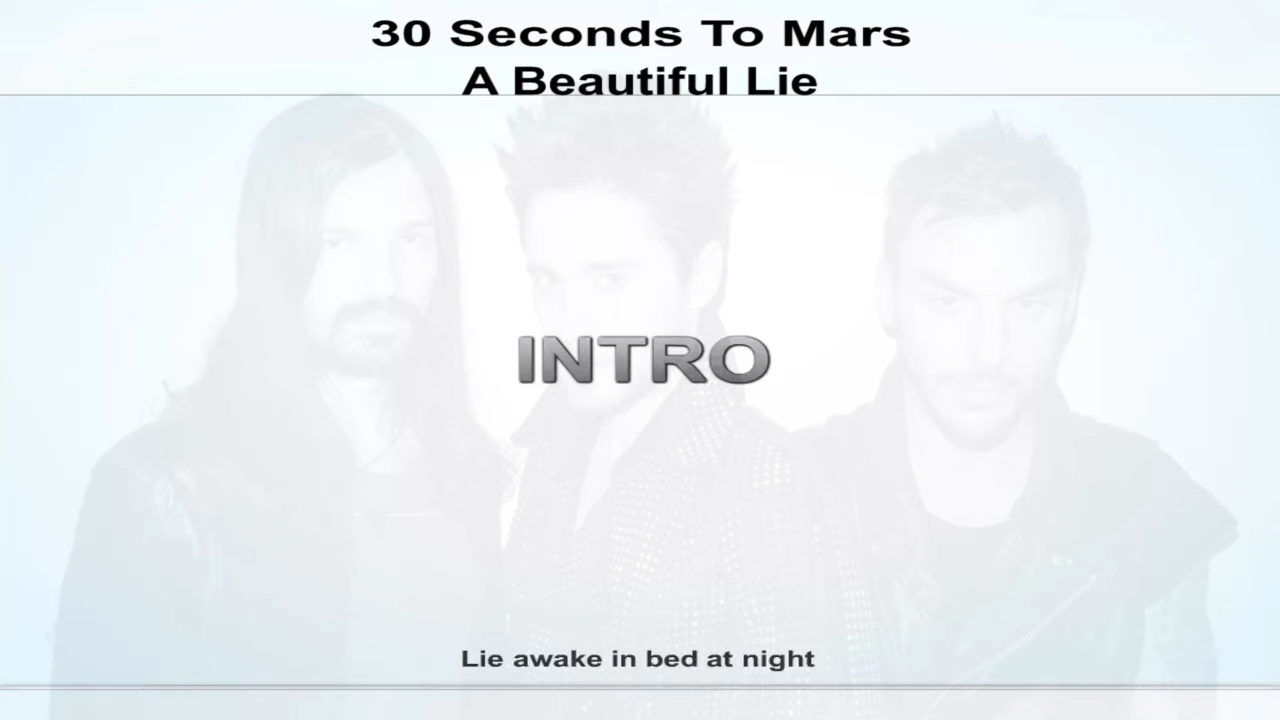 30 Seconds To Mars
A Beautiful Lie
INTRO
Lie awake in bed at night